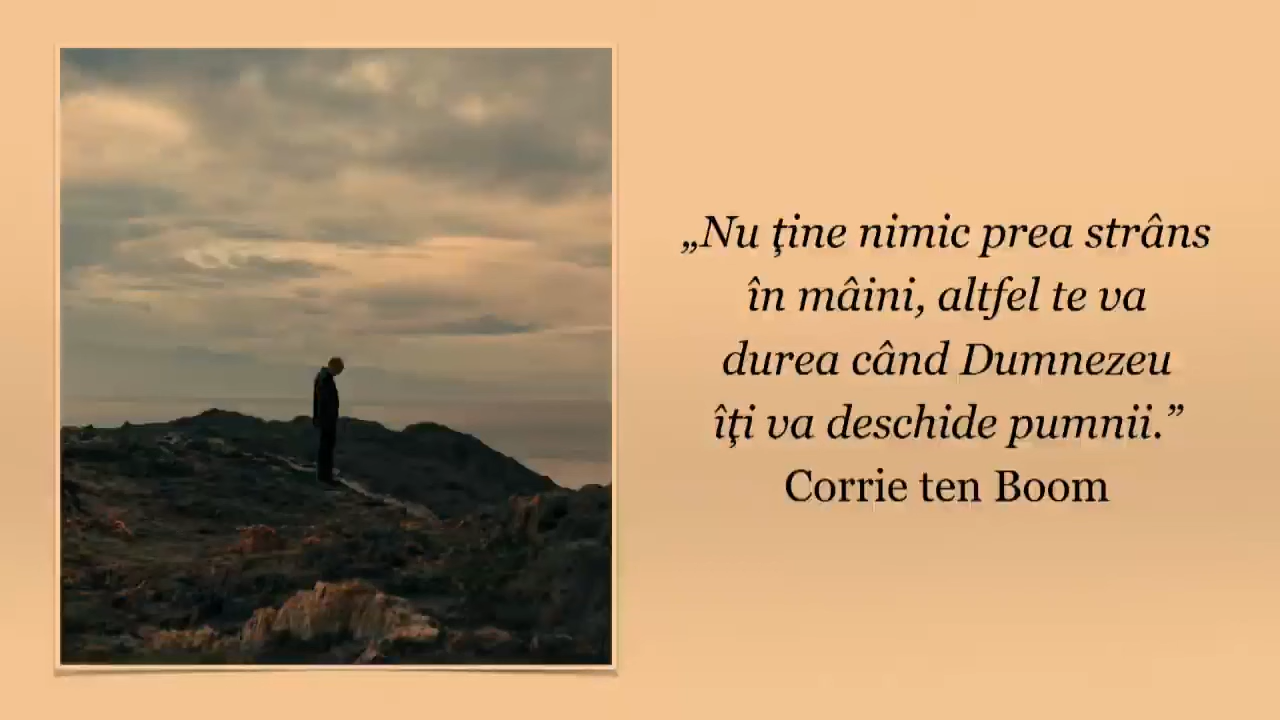 „Nu ţine nimic prea strâns
în mâini, altfel te va
durea când Dumnezeu
îţi va deschide pumnii.”
Corrie ten Boom